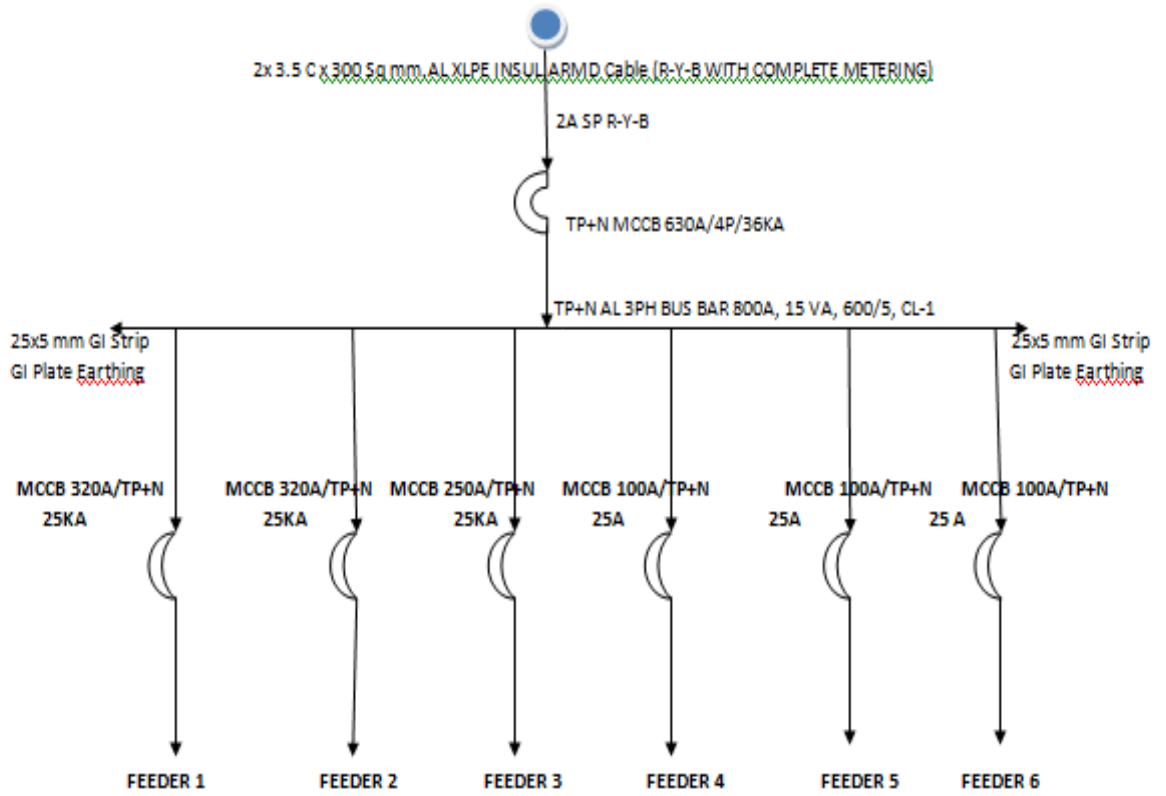 2x 3.5 C x 300 Sq mm, AL XLPE INSUL ARMD Cable (R-Y-B WITH COMPLETE METERING)
2A SP R-Y-B
TP+N MCCB 630A/4P/36KA
TP+N AL 3PH BUS BAR 800A, 15 VA, 600/5, CL-1
25x5 mm GI Strip
GI Plate Earthing
25x5 mm GI Strip
GI Plate Earthing
MCCB 320A/TP+N
25KA
MCCB 320A/TP+N
25KA
MCCB 250A/TP+N
25KA
MCCB 100A/TP+N
25A
MCCB 100A/TP+N
25A
MCCB 100A/TP+N
25 A
FEEDER 1
FEEDER 2
FEEDER 3
FEEDER 4
FEEDER 5
FEEDER 6